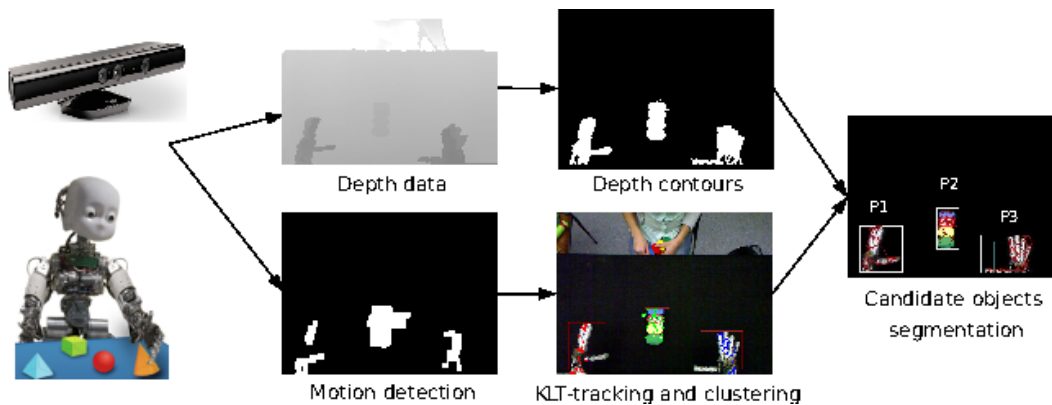 Depth data
Depth contours
P1
P2
P3
Candidate objects
segmentation
Motion detection
KLT-tracking and clustering